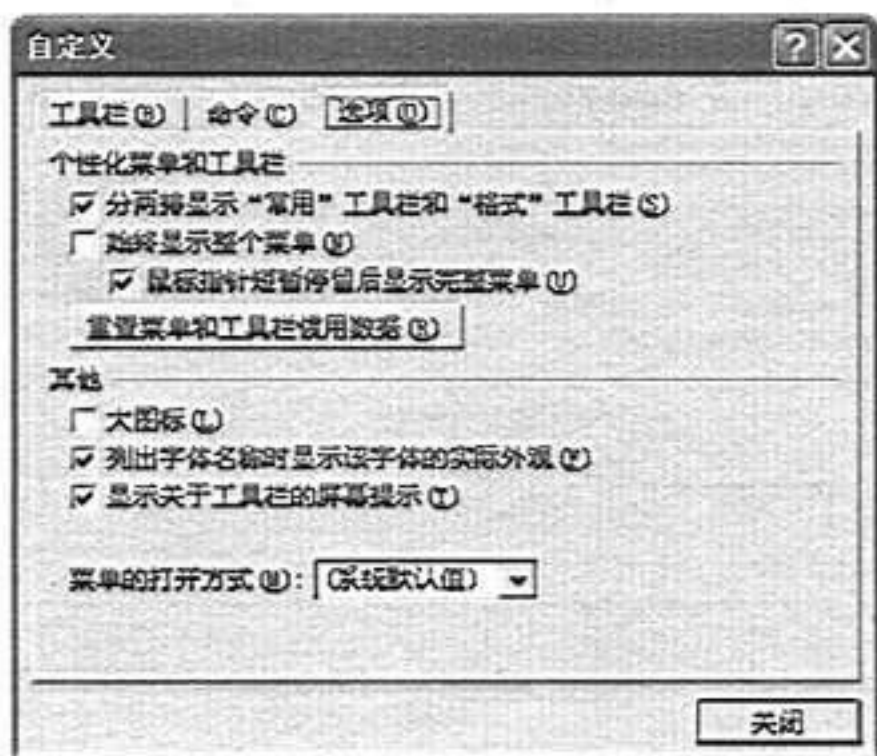 自定义
工具栏(B) 命令(C) 选项(O)
个性化菜单和工具栏
分两排显示“常用”工具栏和“格式”工具栏(S)
始终显示整个菜单(N)
鼠标指针短暂停留后显示完整菜单(U)
重置菜单和工具栏惯用数据(R)
其他
大图标(L)
列出字体名称时显示该字体的实际外观(F)
显示关于工具栏的屏幕提示(T)
菜单的打开方式(M): (系统默认值)
关闭